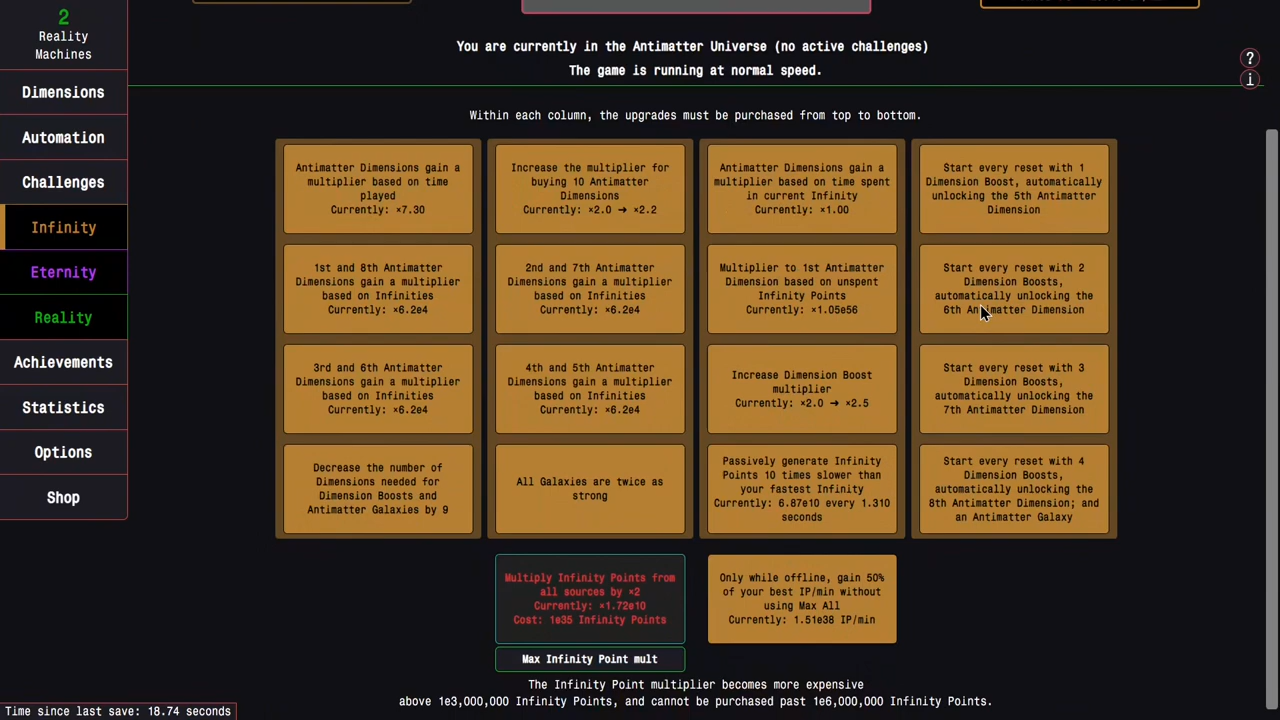 2
Reality
Machines
Dimensions
Automation
Challenges
Infinity
Eternity
Reality
Achievements
Statistics
Options
Shop
You are currently in the Antimatter Universe (no active challenges)
The game is running at normal speed.
?
i
Within each column, the upgrades must be purchased from top to bottom.
Antimatter Dimensions gain a
multiplier based on time
played
Currently: ×7.30
Increase the multiplier for
buying 10 Antimatter
Dimensions
Currently: ×2.0 → ×2.2
Antimatter Dimensions gain a
multiplier based on time spent
in current Infinity
Currently: ×1.00
Start every reset with 1
Dimension Boost, automatically
unlocking the 5th Antimatter
Dimension
1st and 8th Antimatter
Dimensions gain a multiplier
based on Infinities
Currently: ×6.2e4
2nd and 7th Antimatter
Dimensions gain a multiplier
based on Infinities
Currently: ×6.2e4
Multiplier to 1st Antimatter
Dimension based on unspent
Infinity Points
Currently: ×1.05e56
Start every reset with 2
Dimension Boosts,
automatically unlocking the
6th Antimatter Dimension
3rd and 6th Antimatter
Dimensions gain a multiplier
based on Infinities
Currently: ×6.2e4
4th and 5th Antimatter
Dimensions gain a multiplier
based on Infinities
Currently: ×6.2e4
Increase Dimension Boost
multiplier
Currently: ×2.0 → ×2.5
Start every reset with 3
Dimension Boosts,
automatically unlocking the
7th Antimatter Dimension
Decrease the number of
Dimensions needed for
Dimension Boosts and
Antimatter Galaxies by 9
All Galaxies are twice as
strong
Passively generate Infinity
Points 10 times slower than
your fastest Infinity
Currently: 6.87e10 every 1.310
seconds
Start every reset with 4
Dimension Boosts,
automatically unlocking the
8th Antimatter Dimension; and
an Antimatter Galaxy
Multiply Infinity Points from
all sources by ×2
Currently: ×1.72e10
Cost: 1e35 Infinity Points
Only while offline, gain 50%
of your best IP/min without
using Max All
Currently: 1.51e38 IP/min
Max Infinity Point mult
The Infinity Point multiplier becomes more expensive
above 1e3,000,000 Infinity Points, and cannot be purchased past 1e6,000,000 Infinity Points.
Time since last save: 18.74 seconds